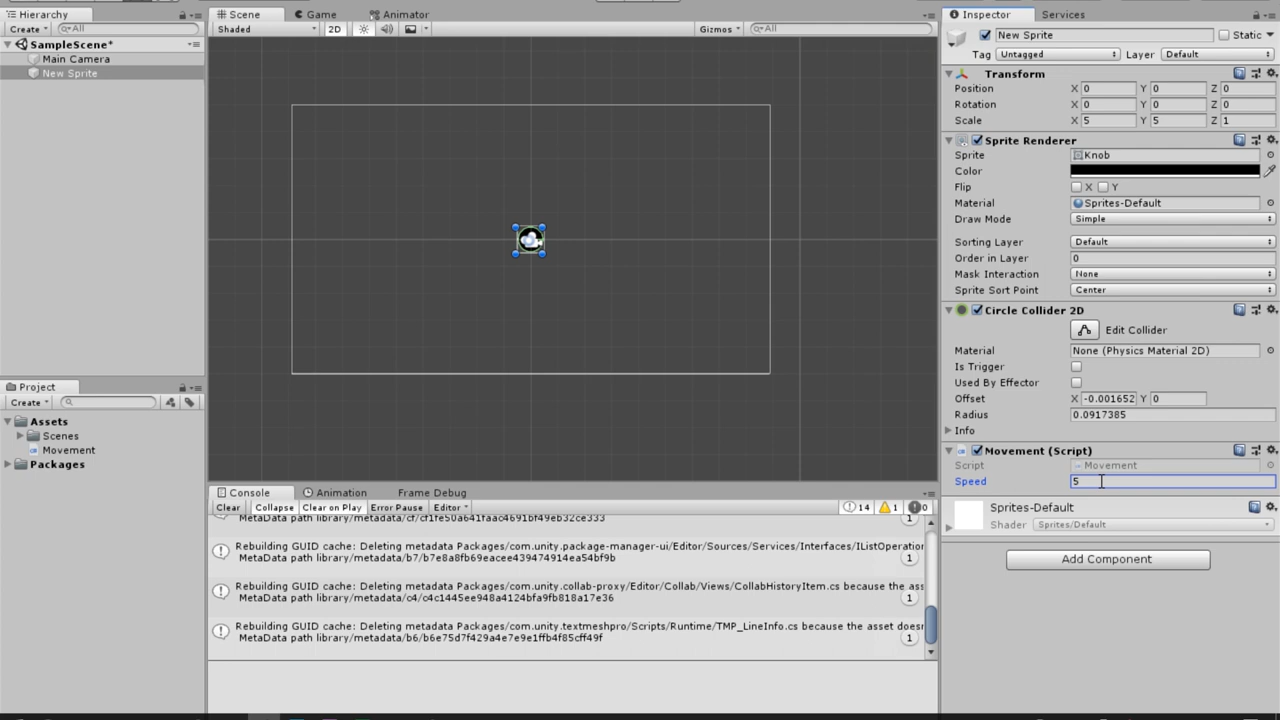 Hierarchy
Create
All
SampleScene*
Main Camera
New Sprite
Project
Create
Assets
Scenes
Movement
Packages
Scene
Game
Animator
Shaded
2D
Gizmos
All
Console
Animation
Frame Debug
Clear
Collapse
Clear on Play
Error Pause
Editor
14
1
0
MetaData path library/metadata/cf/cf1fe50a641faac4691bf49eb32ce333
1
Rebuilding GUID cache: Deleting metadata Packages/com.unity.package-manager-ui/Editor/Sources/Services/Interfaces/IListOperation
MetaData path library/metadata/b7/b7e8a8fb69eacee439474914ea54bf9b
1
Rebuilding GUID cache: Deleting metadata Packages/com.unity.collab-proxy/Editor/Collab/Views/CollabHistoryItem.cs because the ass
MetaData path library/metadata/c4/c4c1445ee948a4124bfa9fb818a17e36
1
Rebuilding GUID cache: Deleting metadata Packages/com.unity.textmeshpro/Scripts/Runtime/TMP_LineInfo.cs because the asset doesn
MetaData path library/metadata/b6/b6e75d7f429a4e7e9e1ffb4f85cff49f
1
Inspector
Services
New Sprite
Static
Tag Untagged Layer Default
Transform
Position X 0 Y 0 Z 0
Rotation X 0 Y 0 Z 0
Scale X 5 Y 5 Z 1
Sprite Renderer
Sprite Knob
Color
Flip X Y
Material Sprites-Default
Draw Mode Simple
Sorting Layer Default
Order in Layer 0
Mask Interaction None
Sprite Sort Point Center
Circle Collider 2D
Edit Collider
Material None (Physics Material 2D)
Is Trigger
Used By Effector
Offset X -0.001652 Y 0
Radius 0.0917385
Info
Movement (Script)
Script Movement
Speed 5
Sprites-Default
Shader Sprites/Default
Add Component